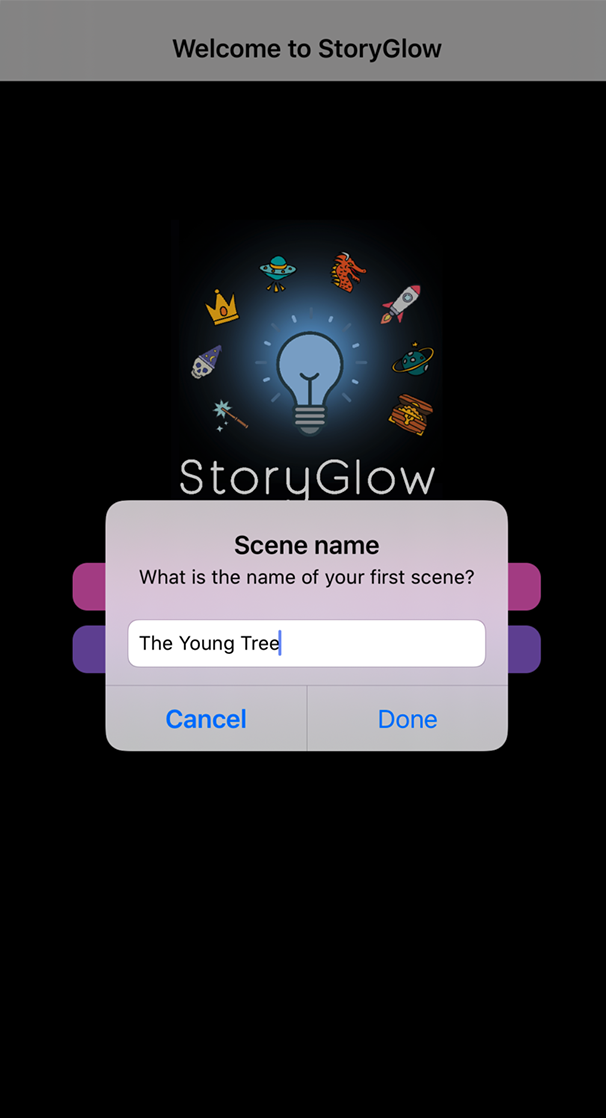 Welcome to StoryGlow
StoryGlow
Scene name
What is the name of your first scene?
The Young Tree
Cancel
Done